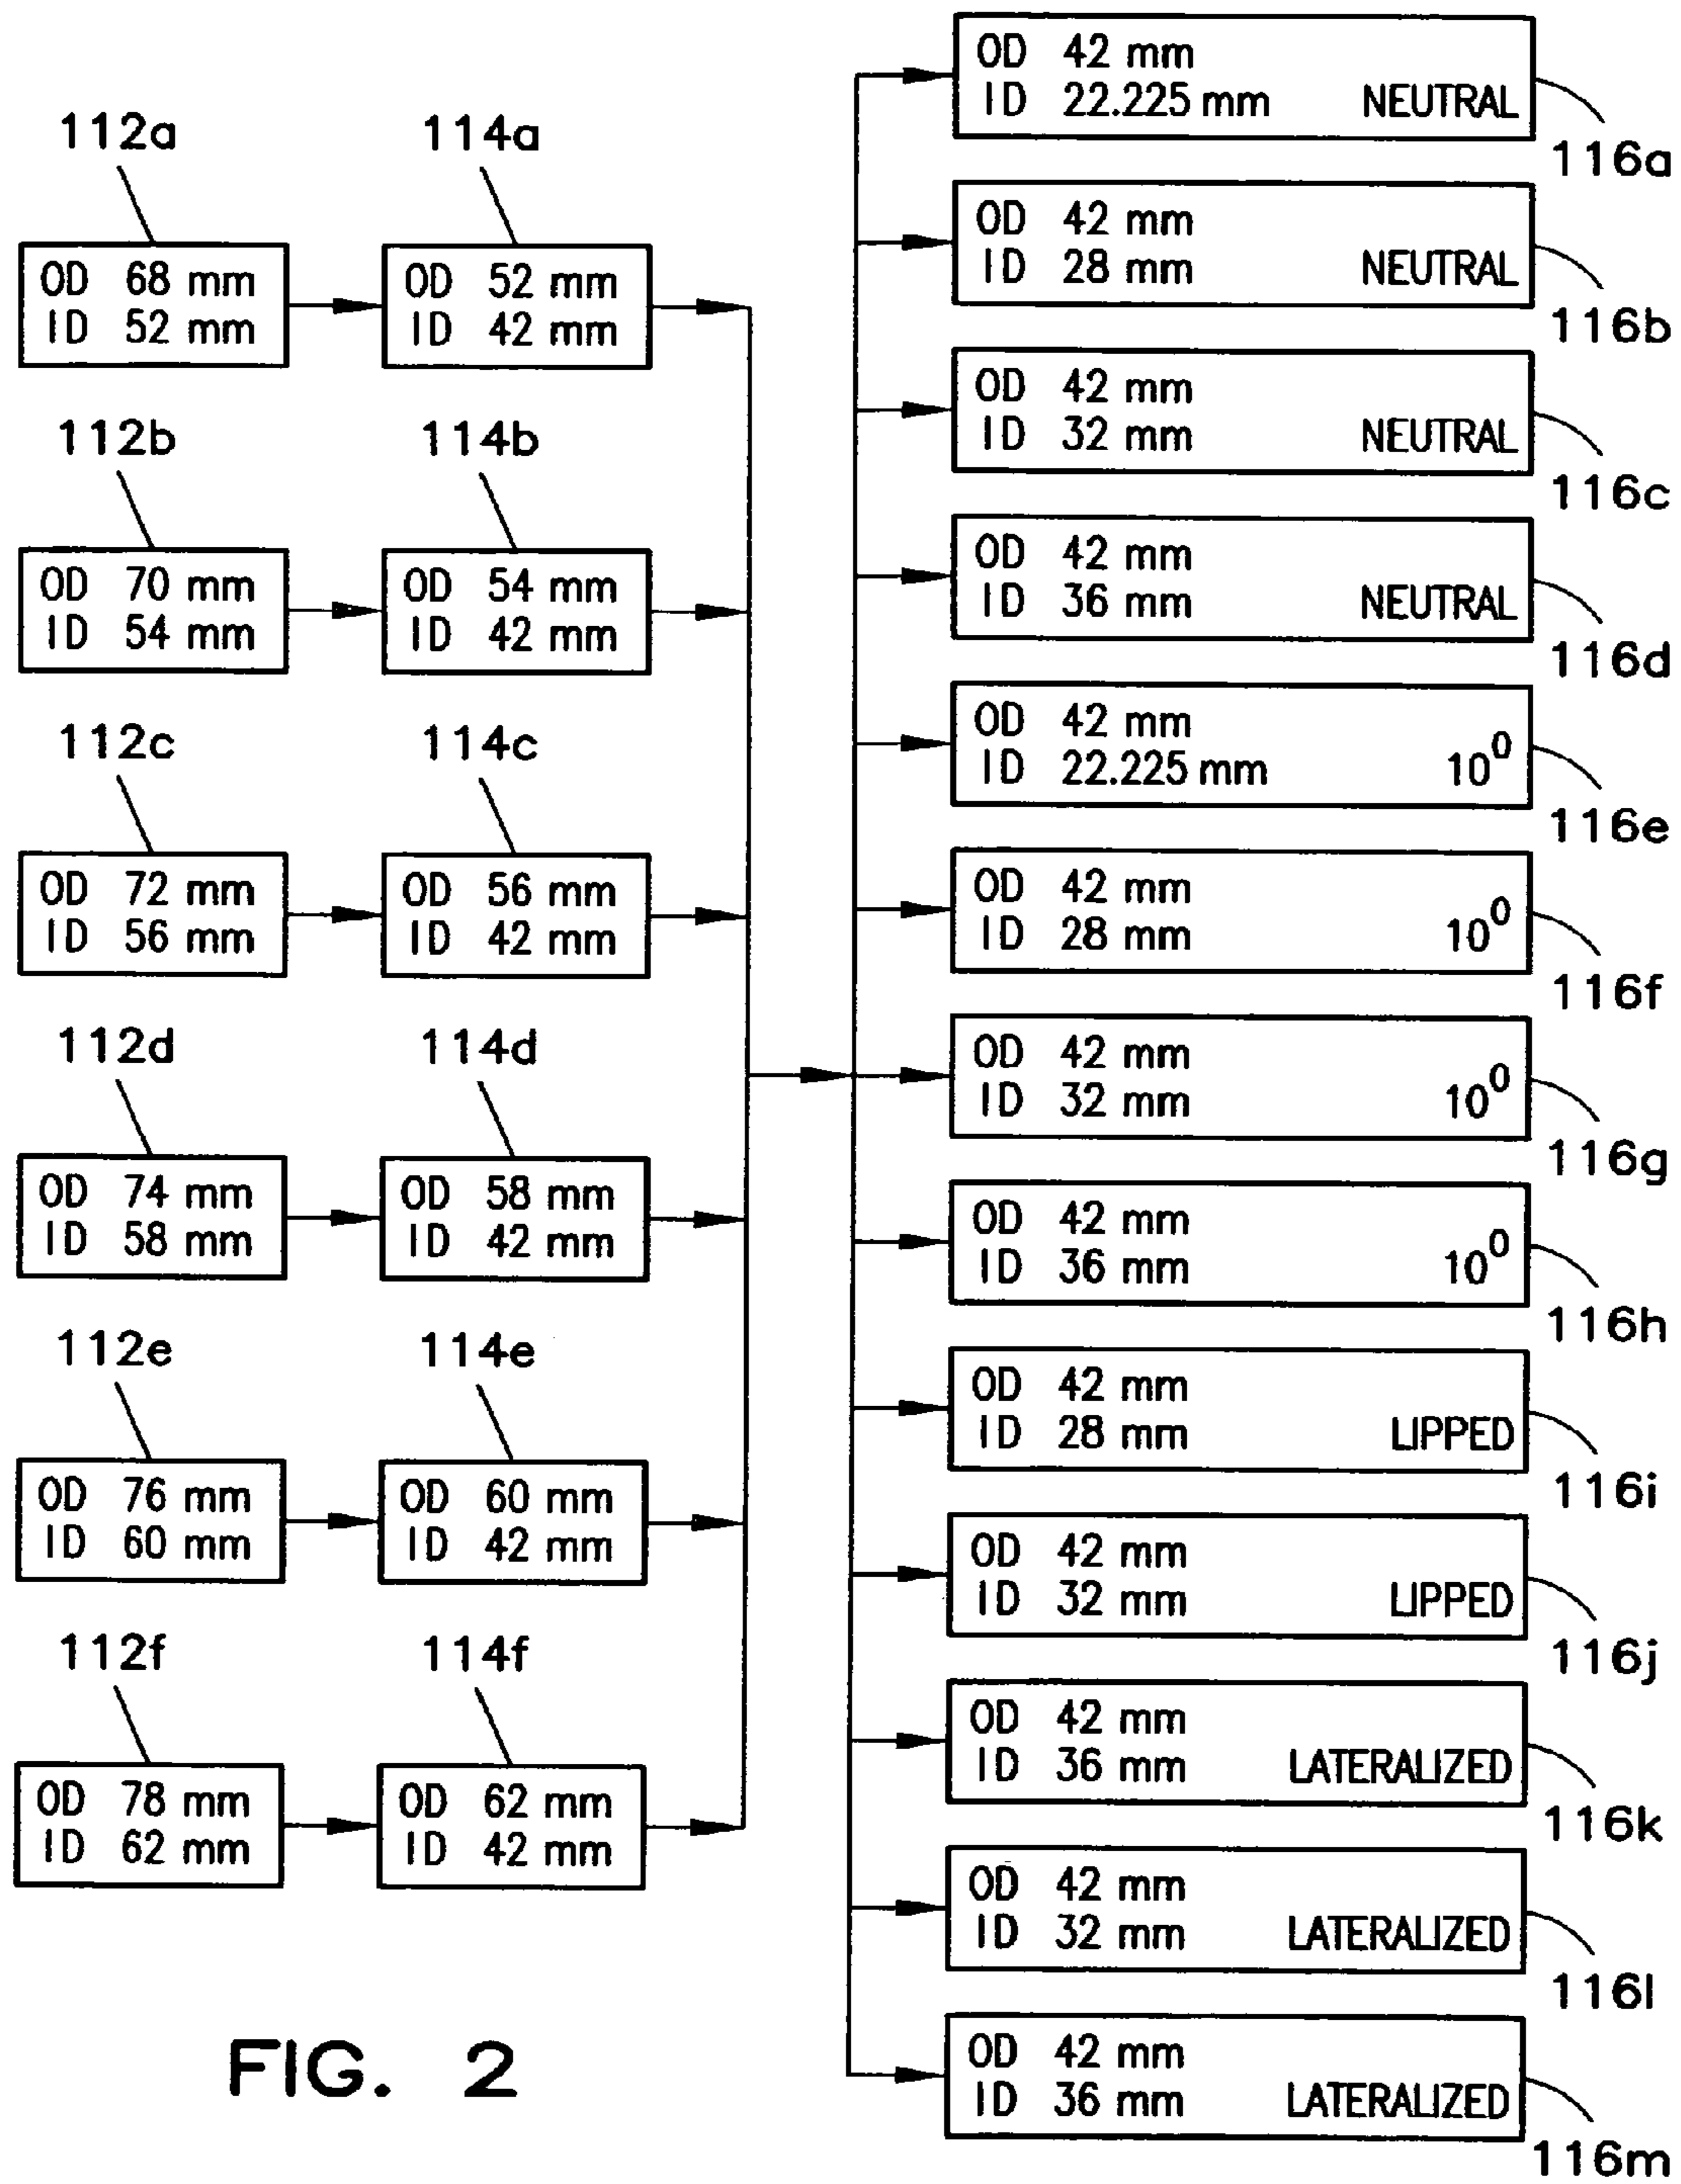 112a
OD 68 mm
ID 52 mm
114a
OD 52 mm
ID 42 mm
112b
OD 70 mm
ID 54 mm
114b
OD 54 mm
ID 42 mm
112c
OD 72 mm
ID 56 mm
114c
OD 56 mm
ID 42 mm
112d
OD 74 mm
ID 58 mm
114d
OD 58 mm
ID 42 mm
112e
OD 76 mm
ID 60 mm
114e
OD 60 mm
ID 42 mm
112f
OD 78 mm
ID 62 mm
114f
OD 62 mm
ID 42 mm
OD 42 mm
ID 22.225 mm NEUTRAL
116a
OD 42 mm
ID 28 mm NEUTRAL
116b
OD 42 mm
ID 32 mm NEUTRAL
116c
OD 42 mm
ID 36 mm NEUTRAL
116d
OD 42 mm
ID 22.225 mm 10⁰
116e
OD 42 mm
ID 28 mm 10⁰
116f
OD 42 mm
ID 32 mm 10⁰
116g
OD 42 mm
ID 36 mm 10⁰
116h
OD 42 mm
ID 28 mm LIPPED
116i
OD 42 mm
ID 32 mm LIPPED
116j
OD 42 mm
ID 36 mm LATERALIZED
116k
OD 42 mm
ID 32 mm LATERALIZED
116l
OD 42 mm
ID 36 mm LATERALIZED
116m
FIG. 2